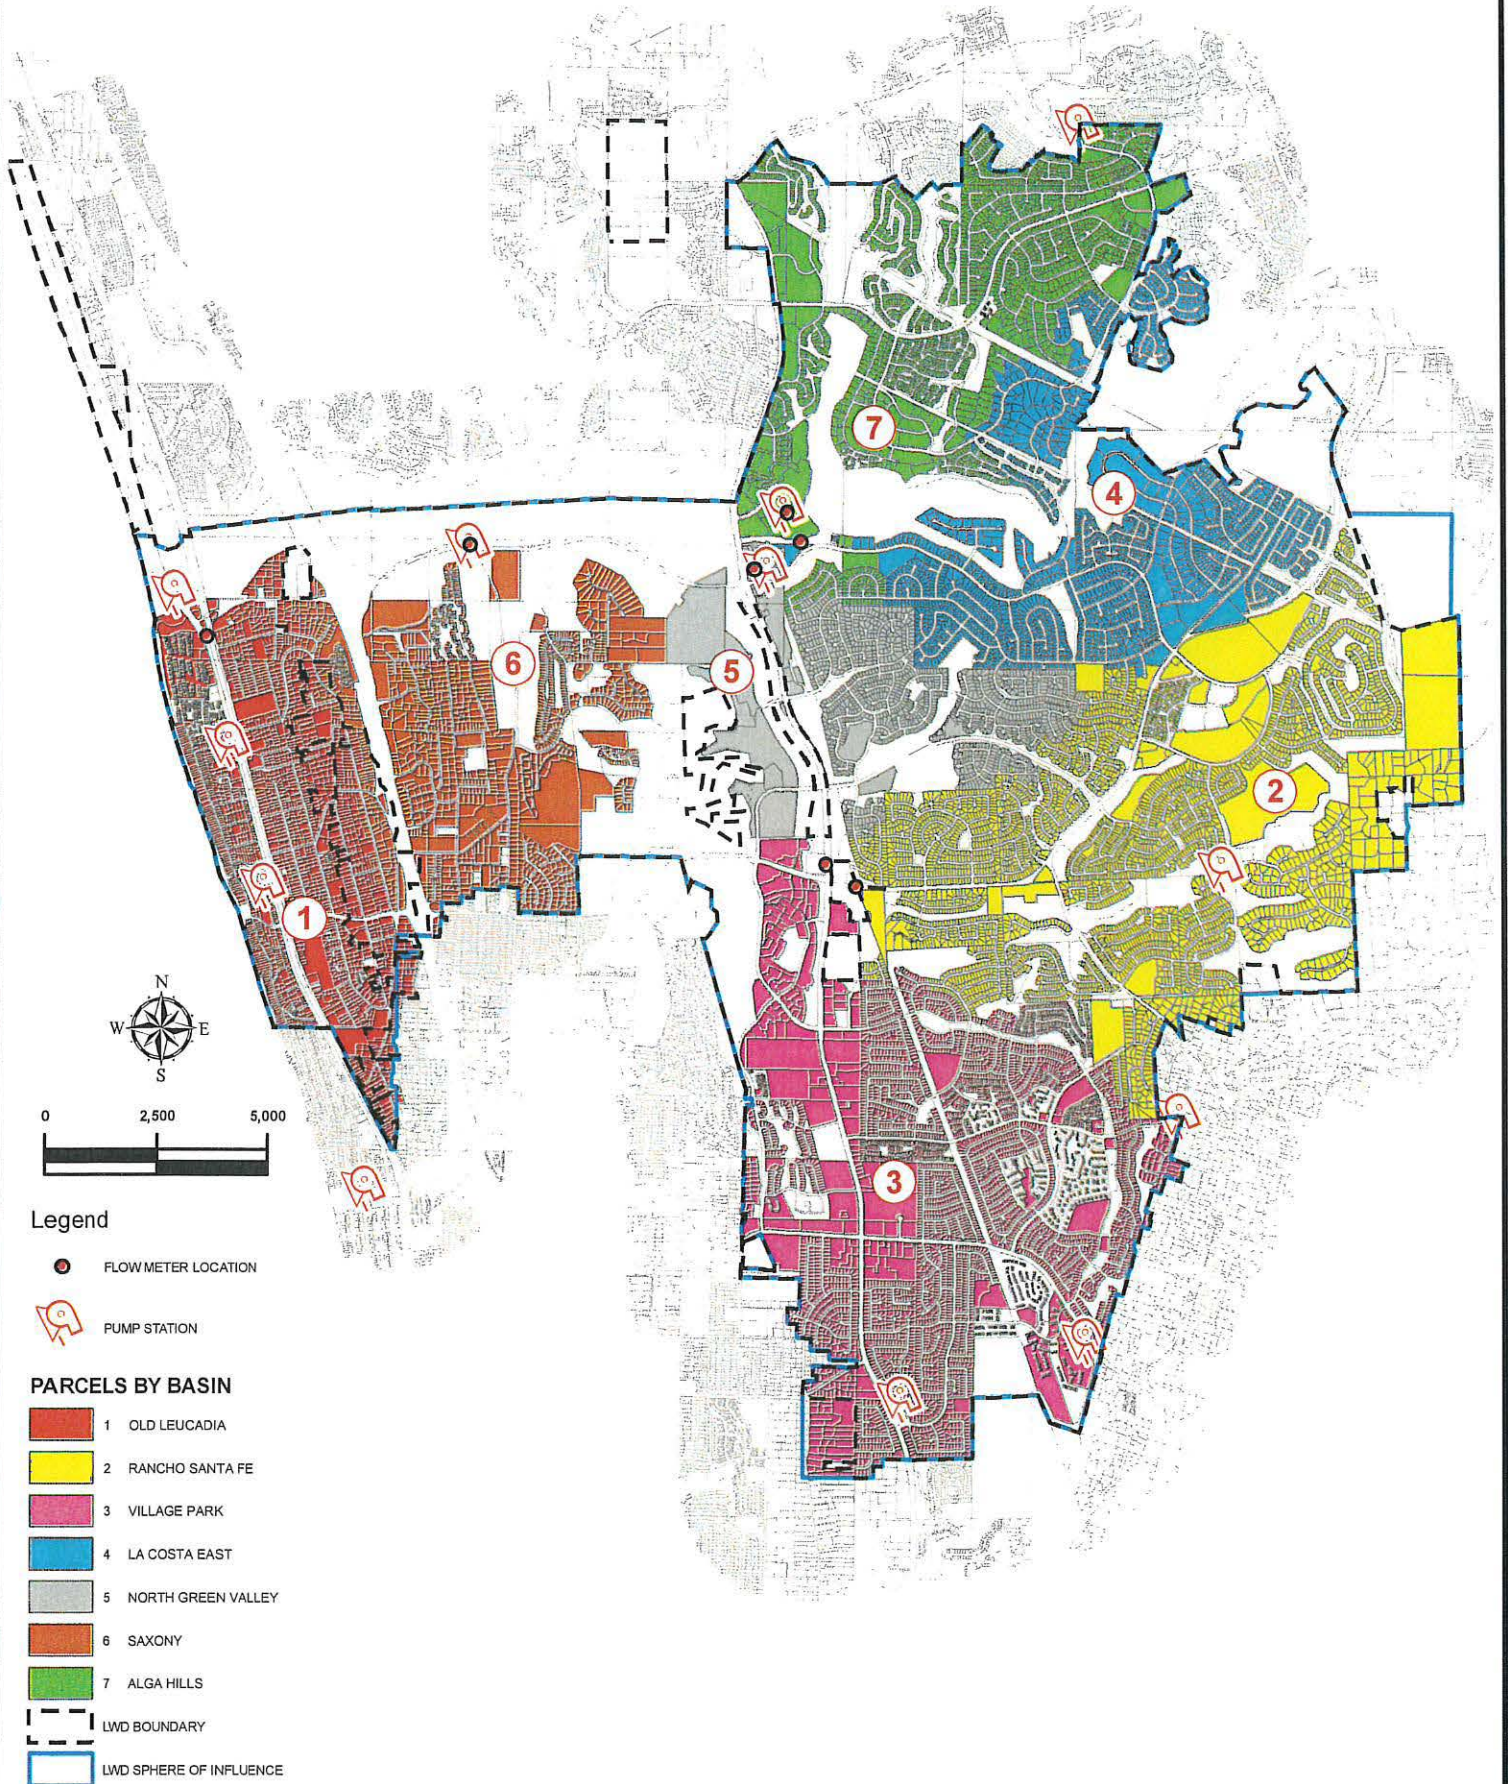 7
4
6
5
2
1
3
N
W E
S
0 2,500 5,000
Legend
FLOW METER LOCATION
PUMP STATION
PARCELS BY BASIN
1 OLD LEUCADIA
2 RANCHO SANTA FE
3 VILLAGE PARK
4 LA COSTA EAST
5 NORTH GREEN VALLEY
6 SAXONY
7 ALGA HILLS
LWD BOUNDARY
LWD SPHERE OF INFLUENCE